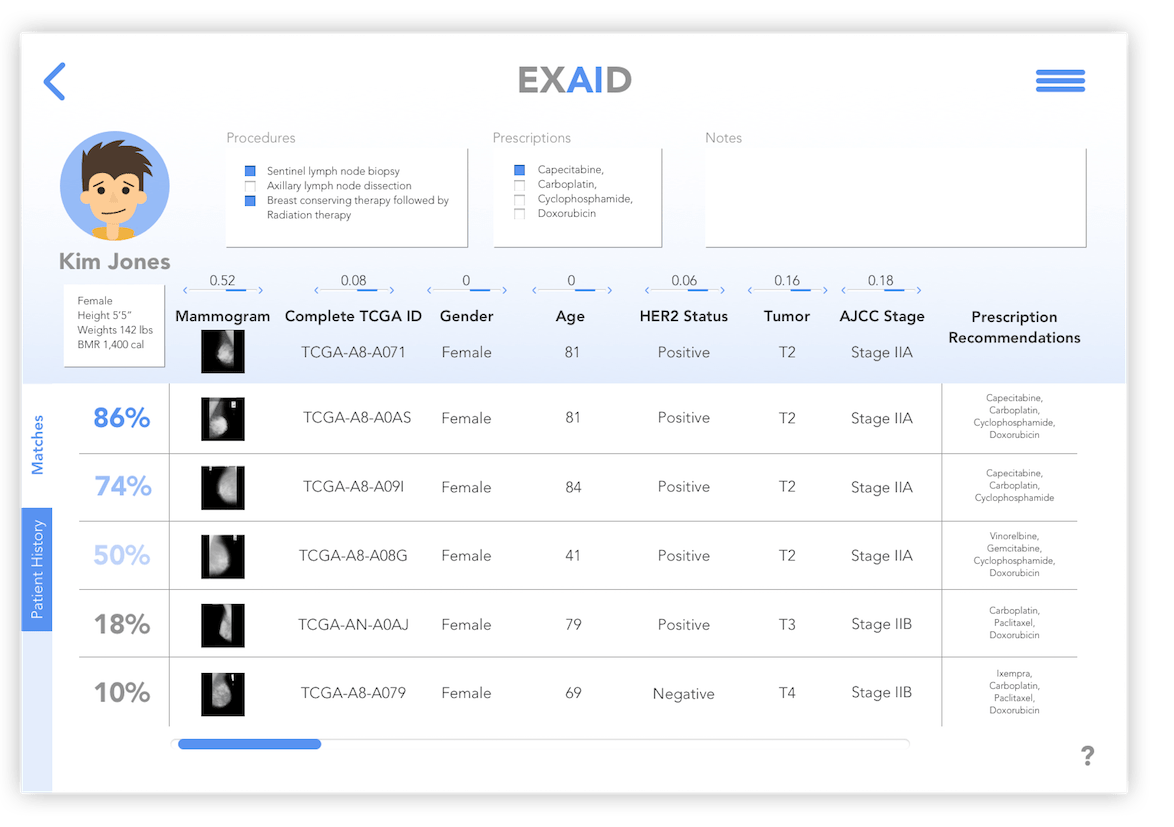 EXAID
Procedures
Sentinel lymph node biopsy
Axillary lymph node dissection
Breast conserving therapy followed by
Radiation therapy
Prescriptions
Capecitabine,
Carboplatin,
Cyclophosphamide,
Doxorubicin
Notes
Kim Jones
Female
Height 5'5"
Weights 142 lbs
BMR 1,400 cal
0.52 0.08 0 0 0.06 0.16 0.18
Mammogram Complete TCGA ID Gender Age HER2 Status Tumor AJCC Stage Prescription
Recommendations
TCGA-A8-A071 Female 81 Positive T2 Stage IIA
Matches
Patient History
86% TCGA-A8-A0AS Female 81 Positive T2 Stage IIA
Capecitabine,
Carboplatin,
Cyclophosphamide,
Doxorubicin
74% TCGA-A8-A09I Female 84 Positive T2 Stage IIA
Capecitabine,
Carboplatin,
Cyclophosphamide
50% TCGA-A8-A08G Female 41 Positive T2 Stage IIA
Vinorelbine,
Gemcitabine,
Cyclophosphamide,
Doxorubicin
18% TCGA-AN-A0AJ Female 79 Positive T3 Stage IIB
Carboplatin,
Paclitaxel,
Doxorubicin
10% TCGA-A8-A079 Female 69 Negative T4 Stage IIB
Ixempra,
Carboplatin,
Paclitaxel,
Doxorubicin
?